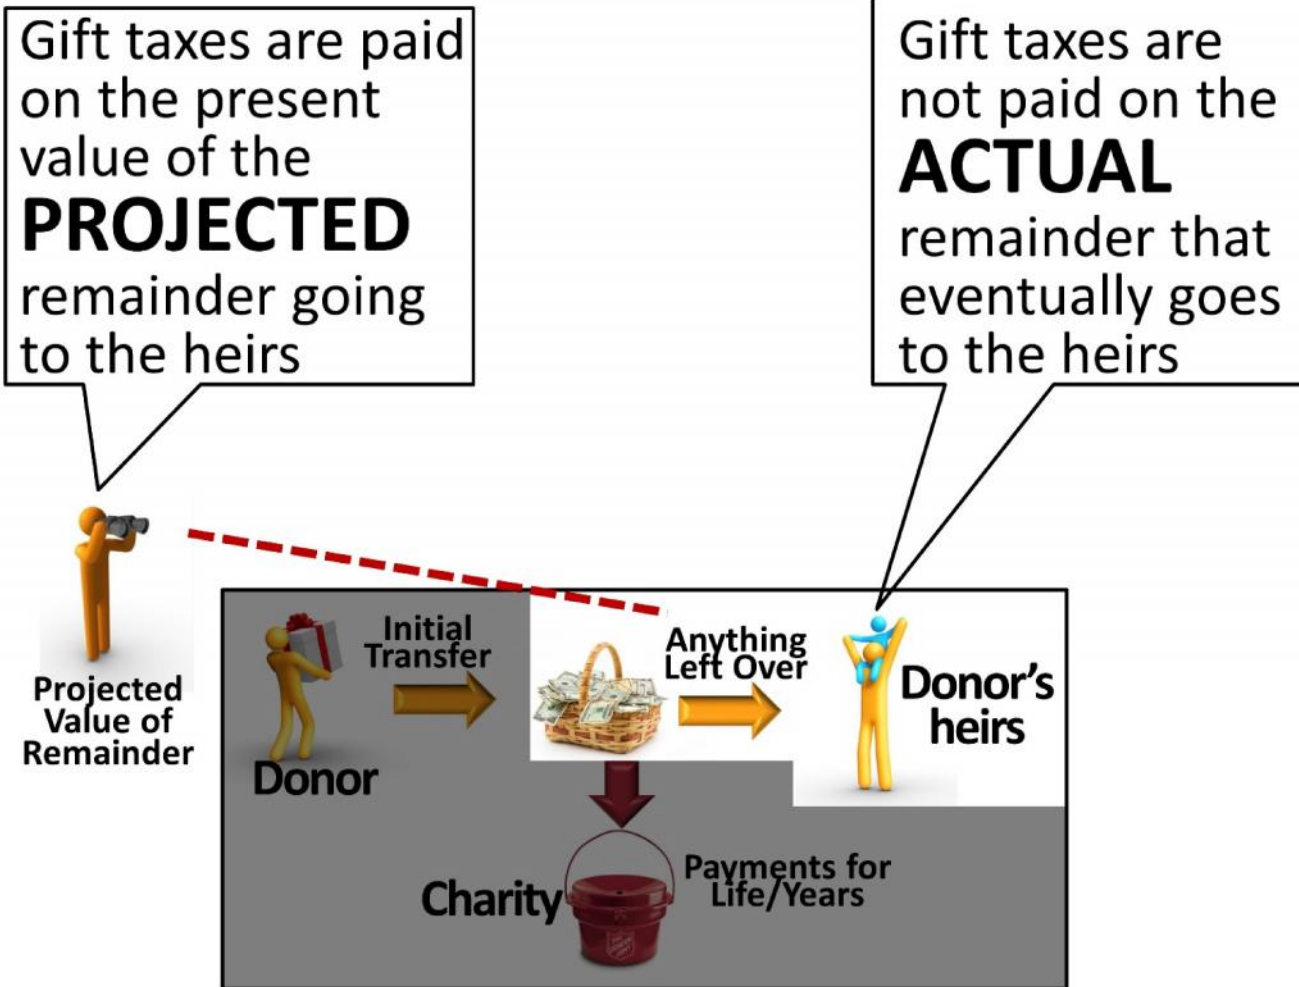 Gift taxes are paid
on the present
value of the
PROJECTED
remainder going
to the heirs
Gift taxes are
not paid on the
ACTUAL
remainder that
eventually goes
to the heirs
Projected
Value of
Remainder
Initial
Transfer
Donor
Anything
Left Over
Donor's
heirs
Charity
Payments for
Life/Years